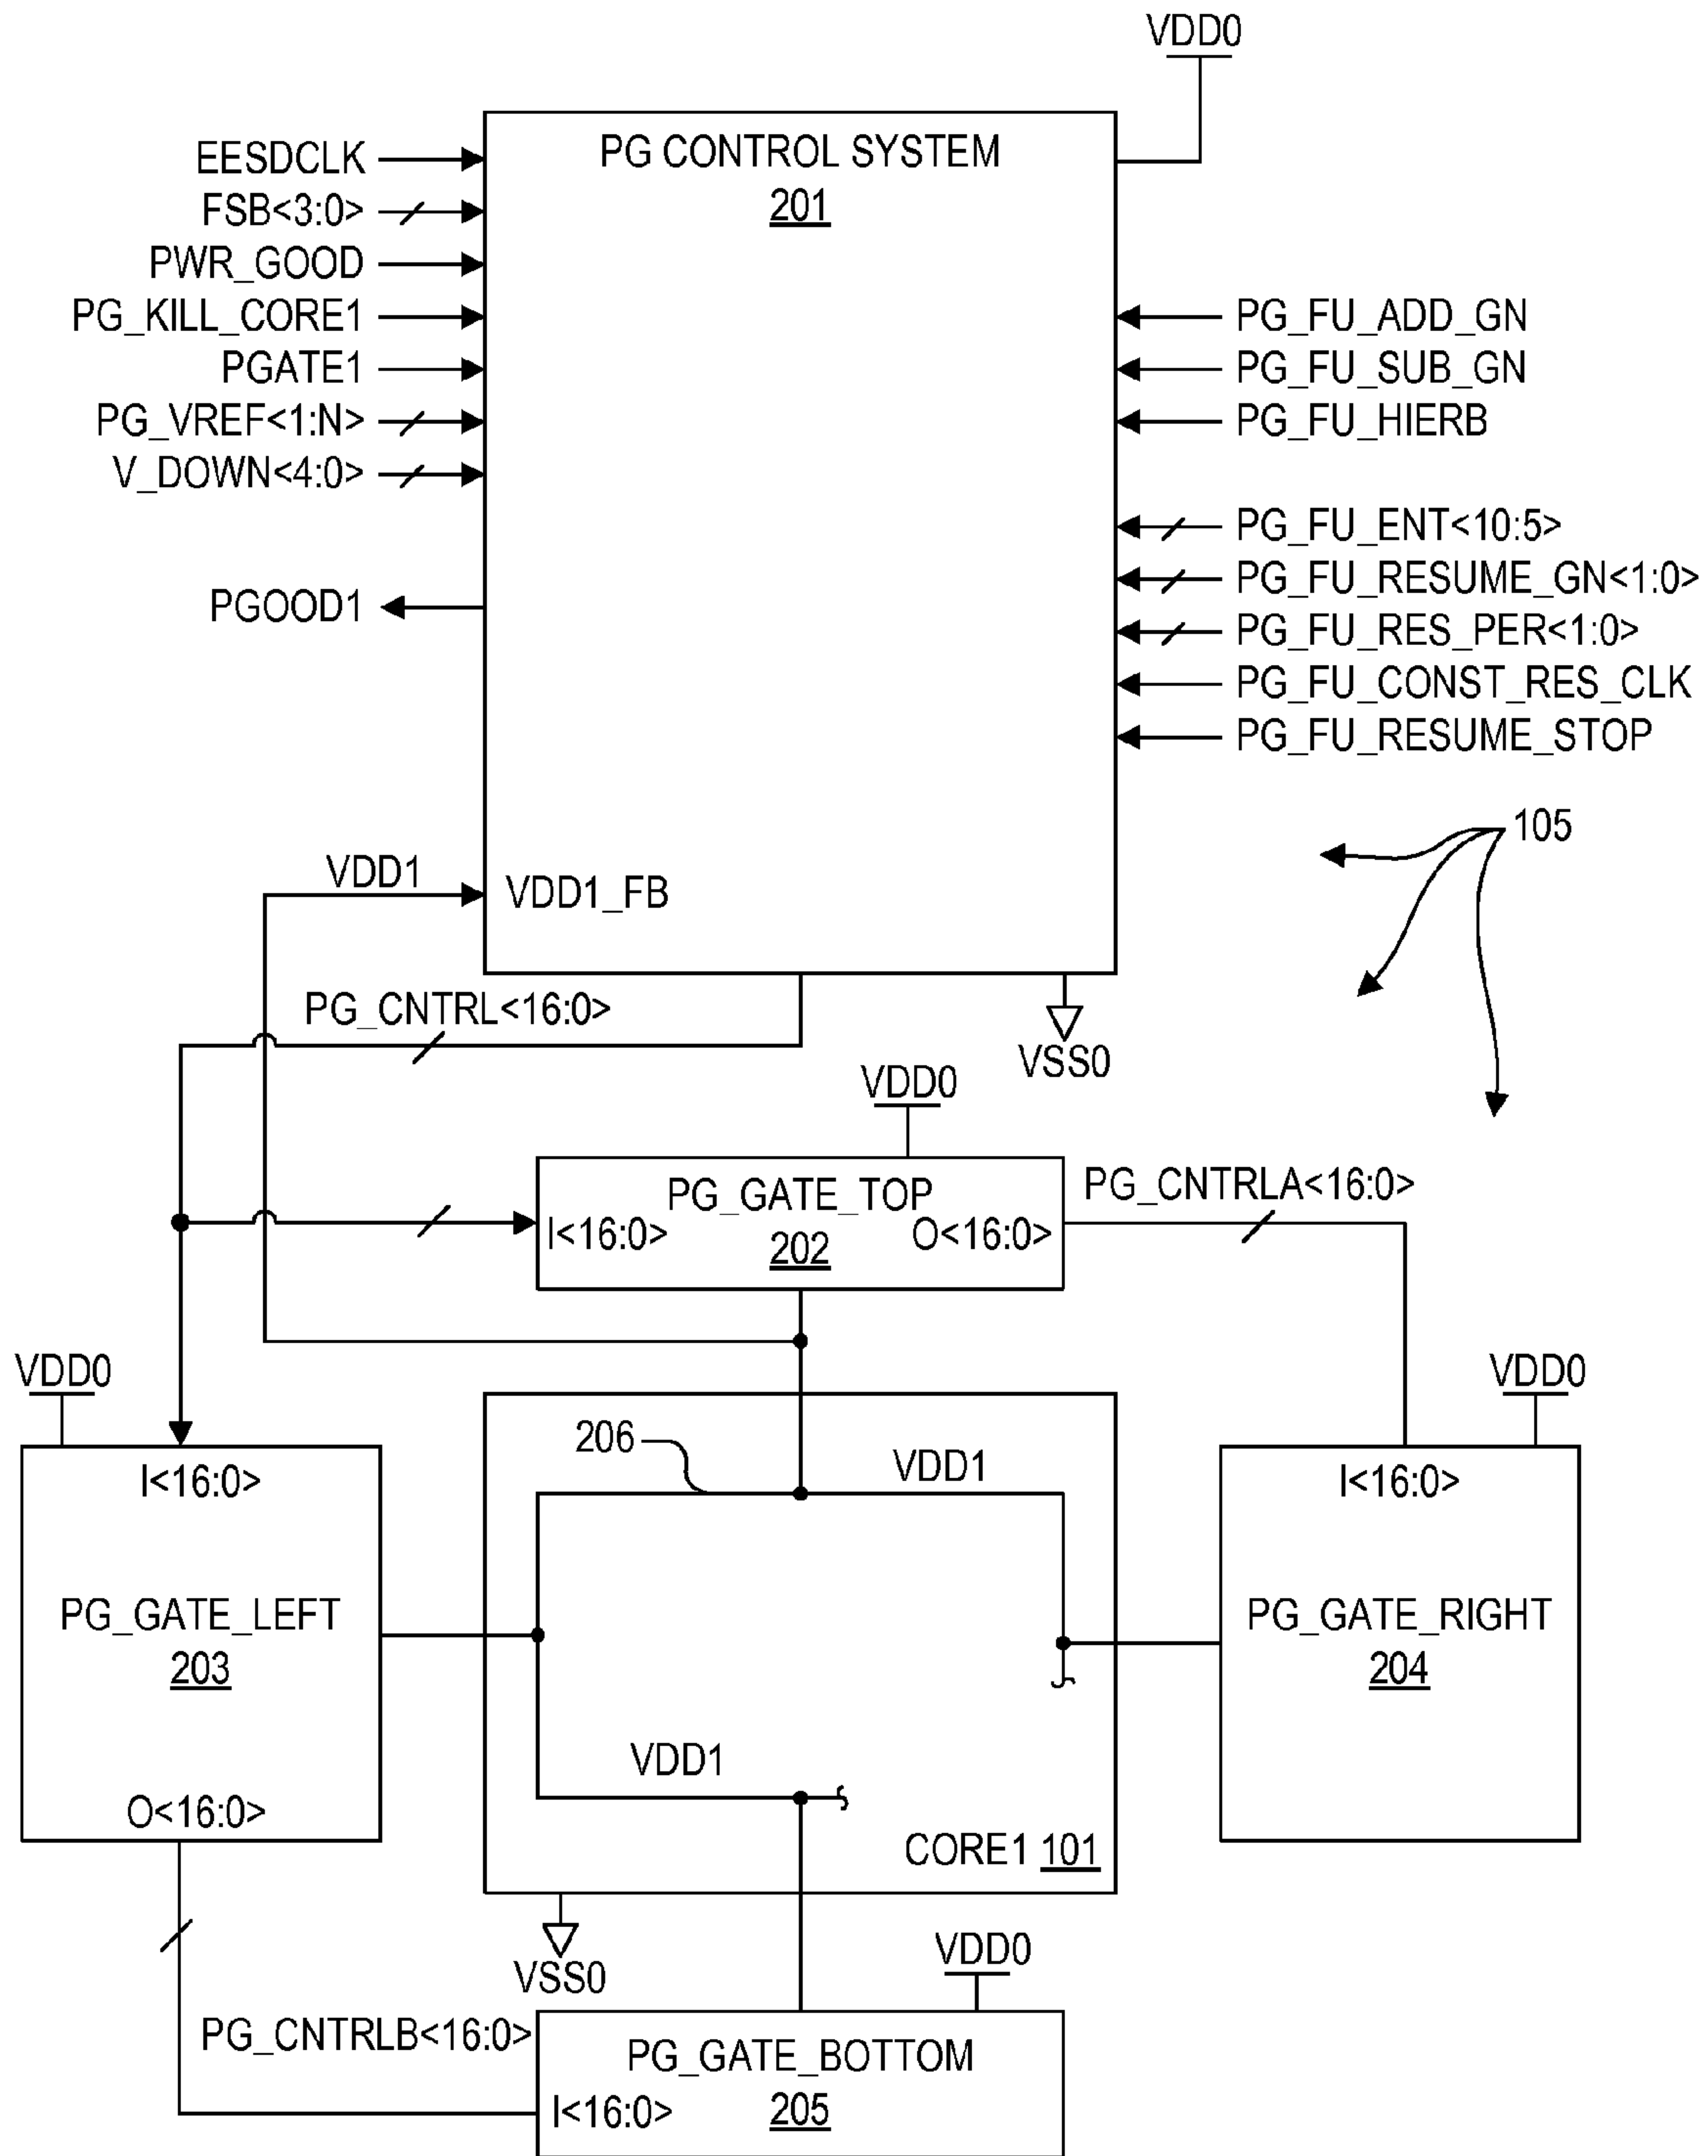 VDD0
PG CONTROL SYSTEM
201
EESDCLK
FSB<3:0>
PWR_GOOD
PG_KILL_CORE1
PGATE1
PG_VREF<1:N>
V_DOWN<4:0>
PGOOD1
PG_FU_ADD_GN
PG_FU_SUB_GN
PG_FU_HIERB
PG_FU_ENT<10:5>
PG_FU_RESUME_GN<1:0>
PG_FU_RES_PER<1:0>
PG_FU_CONST_RES_CLK
PG_FU_RESUME_STOP
105
VDD1
VDD1_FB
PG_CNTRL<16:0>
VSS0
VDD0
PG_GATE_TOP
I<16:0>
202
O<16:0>
PG_CNTRLA<16:0>
VDD0
I<16:0>
PG_GATE_LEFT
203
O<16:0>
206
VDD1
VDD1
CORE1 101
VSS0
VDD0
I<16:0>
PG_GATE_RIGHT
204
PG_CNTRLB<16:0>
VDD0
PG_GATE_BOTTOM
I<16:0>
205